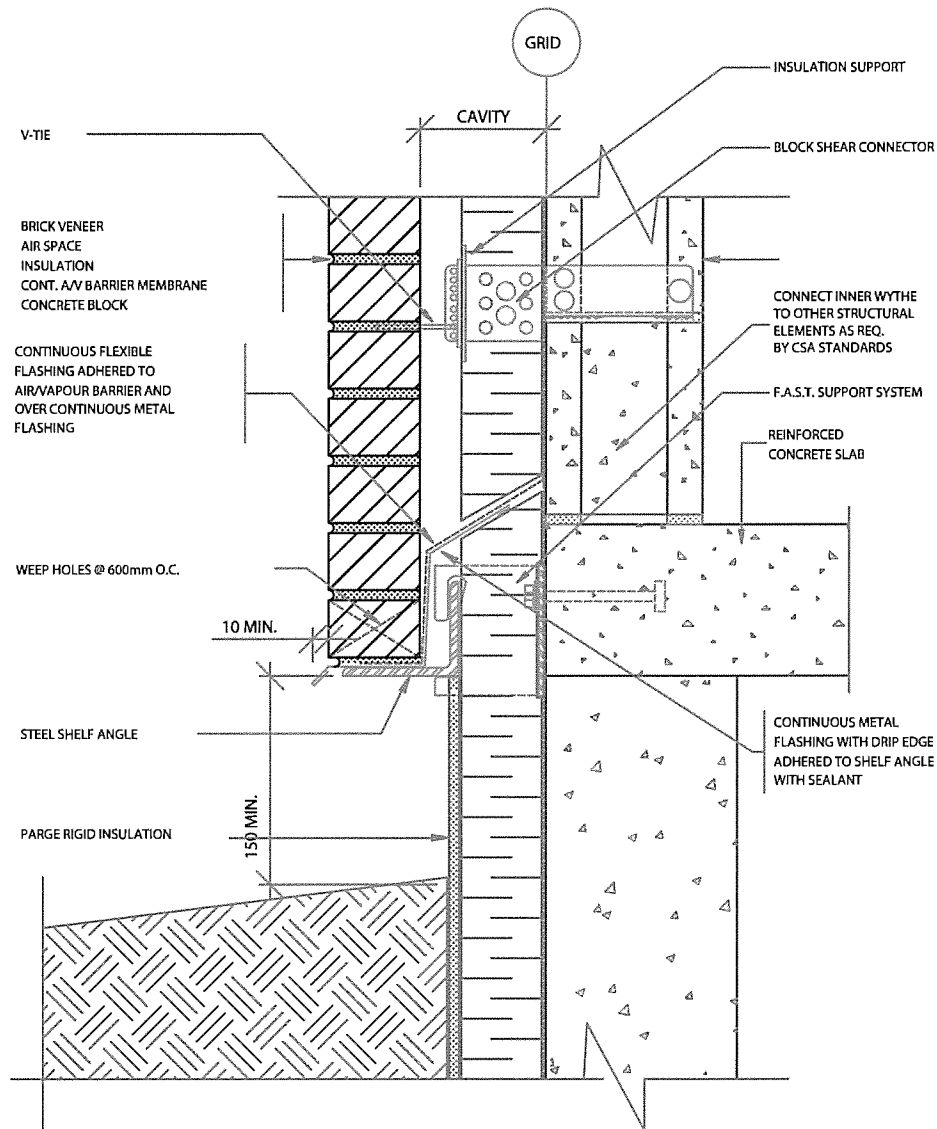 GRID
INSULATION SUPPORT
CAVITY
V-TIE
BLOCK SHEAR CONNECTOR
BRICK VENEER
AIR SPACE
INSULATION
CONT. A/V BARRIER MEMBRANE
CONCRETE BLOCK
CONNECT INNER WYTHE
TO OTHER STRUCTURAL
ELEMENTS AS REQ.
BY CSA STANDARDS
CONTINUOUS FLEXIBLE
FLASHING ADHERED TO
AIR/VAPOUR BARRIER AND
OVER CONTINUOUS METAL
FLASHING
F.A.S.T. SUPPORT SYSTEM
REINFORCED
CONCRETE SLAB
WEEP HOLES @ 600mm O.C.
10 MIN.
STEEL SHELF ANGLE
CONTINUOUS METAL
FLASHING WITH DRIP EDGE
ADHERED TO SHELF ANGLE
WITH SEALANT
150 MIN.
PARGE RIGID INSULATION